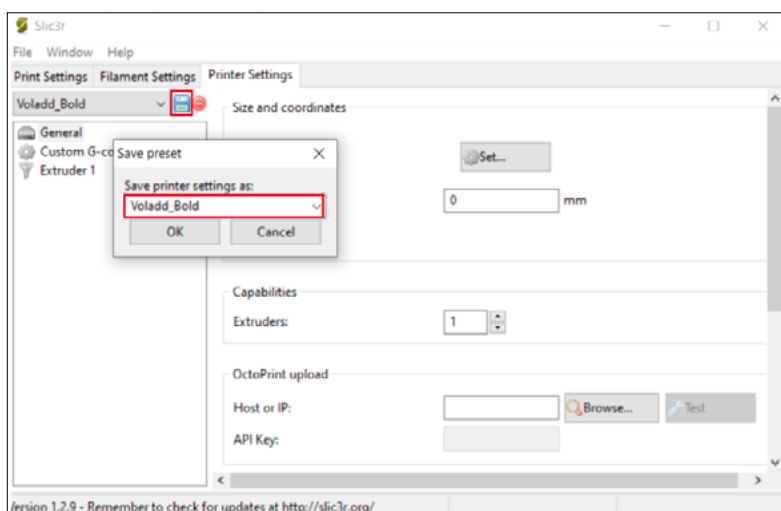 Slic3r
File Window Help
Print Settings Filament Settings Printer Settings
Voladd_Bold
Size and coordinates
General
Custom G-co
Extruder 1
Save preset
Save printer settings as:
Voladd_Bold
OK Cancel
Set...
0 mm
Capabilities
Extruders: 1
OctoPrint upload
Host or IP: Browse... Test
API Key:
Version 1.2.9 - Remember to check for updates at http://slic3r.org/